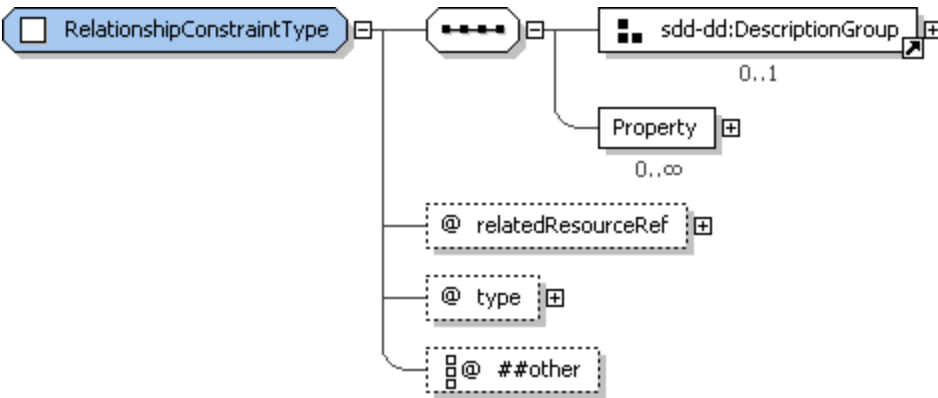 RelationshipConstraintType
sdd-dd:DescriptionGroup
0..1
Property
0..∞
@ relatedResourceRef
@ type
@ ##other